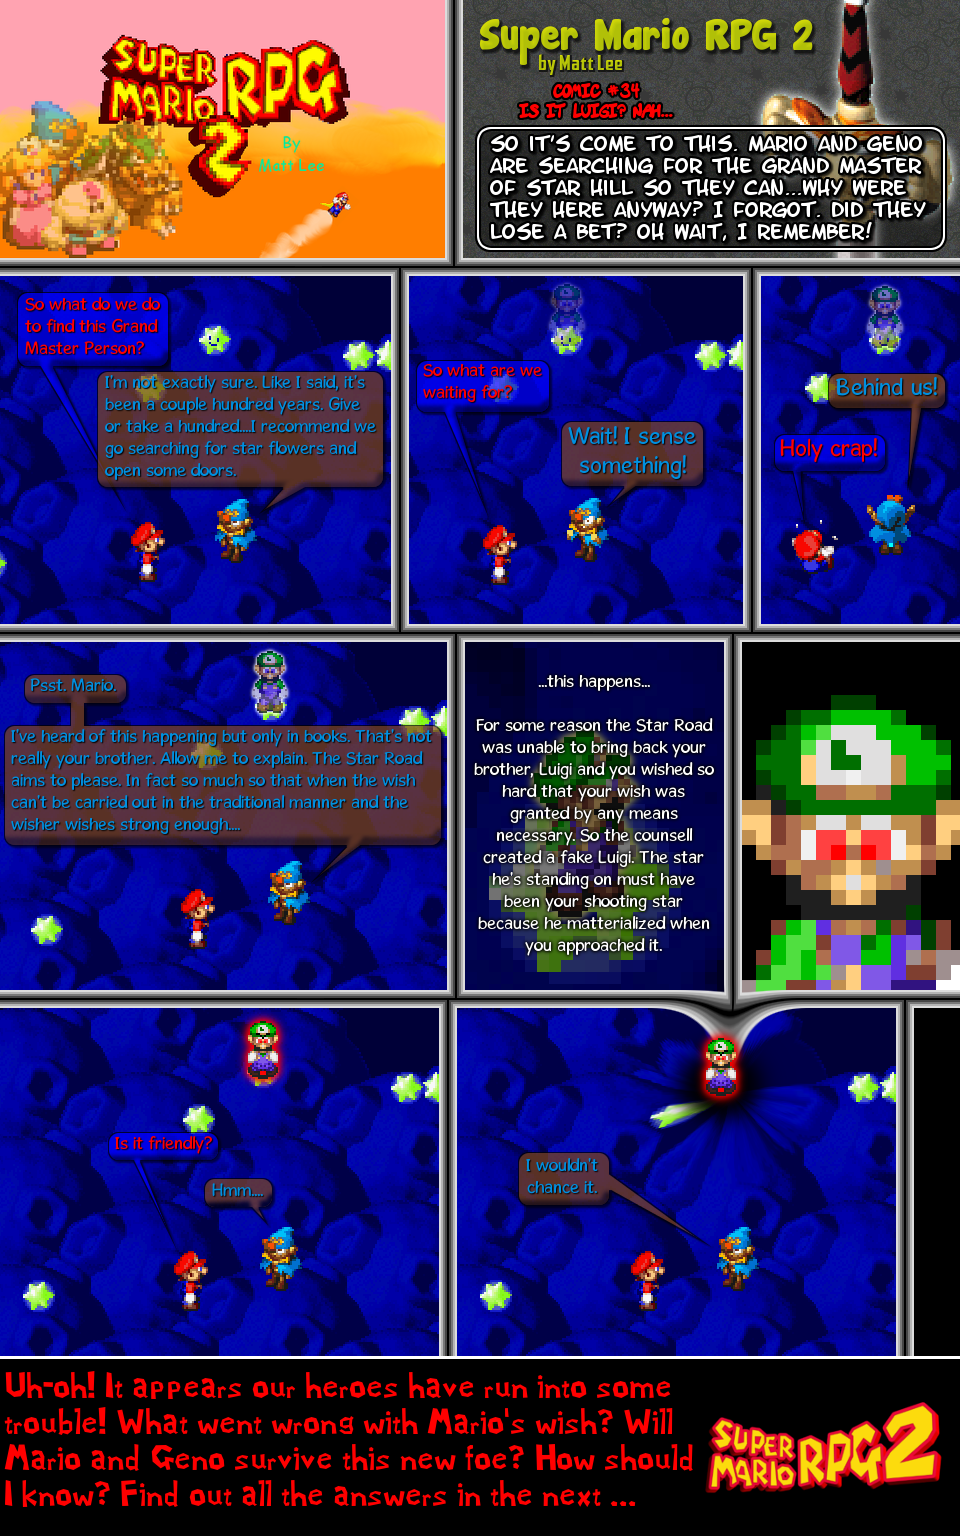 SUPER
MARIO RPG
2
By
Matt Lee
Super Mario RPG 2
by Matt Lee
COMIC #34
IS IT LUIGI? NAH...
SO IT'S COME TO THIS. MARIO AND GENO
ARE SEARCHING FOR THE GRAND MASTER
OF STAR HILL SO THEY CAN...WHY WERE
THEY HERE ANYWAY? I FORGOT. DID THEY
LOSE A BET? OH WAIT, I REMEMBER!
So what do we do
to find this Grand
Master Person?
I'm not exactly sure. Like I said, it's
been a couple hundred years. Give
or take a hundred....I recommend we
go searching for star flowers and
open some doors.
So what are we
waiting for?
Wait! I sense
something!
Behind us!
Holy crap!
Psst. Mario.
I've heard of this happening but only in books. That's not
really your brother. Allow me to explain. The Star Road
aims to please. In fact so much so that when the wish
can't be carried out in the traditional manner and the
wisher wishes strong enough....
...this happens...
For some reason the Star Road
was unable to bring back your
brother, Luigi and you wished so
hard that your wish was
granted by any means
necessary. So the counsell
created a fake Luigi. The star
he's standing on must have
been your shooting star
because he matterialized when
you approached it.
Is it friendly?
Hmm....
I wouldn't
chance it.
Uh-oh! It appears our heroes have run into some
trouble! What went wrong with Mario's wish? Will
Mario and Geno survive this new foe? How should
I know? Find out all the answers in the next ...
SUPER
MARIO RPG 2